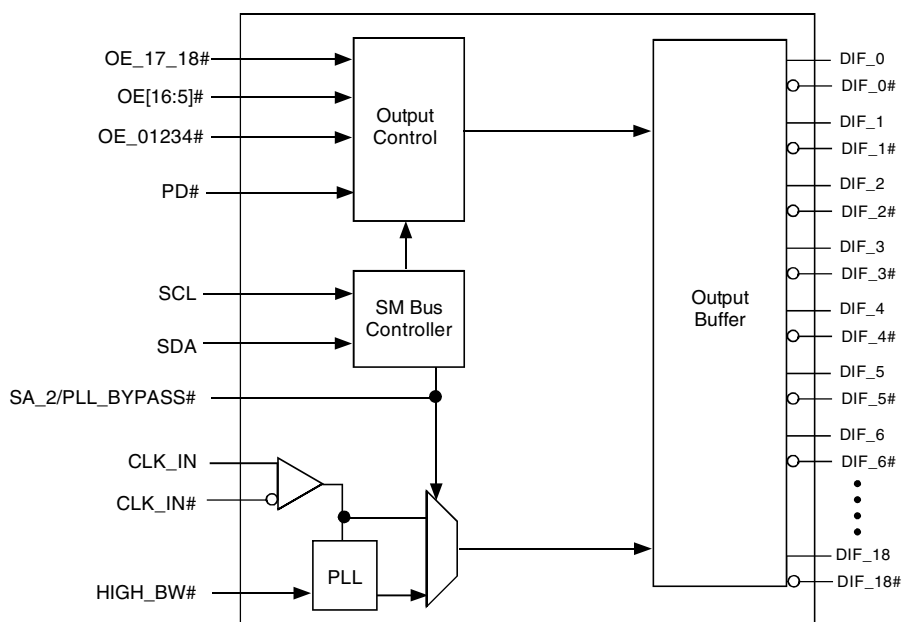 OE_17_18#
OE[16:5]#
OE_01234#
PD#
SCL
SDA
SA_2/PLL_BYPASS#
CLK_IN
CLK_IN#
HIGH_BW#
Output
Control
SM Bus
Controller
PLL
Output
Buffer
DIF_0
DIF_0#
DIF_1
DIF_1#
DIF_2
DIF_2#
DIF_3
DIF_3#
DIF_4
DIF_4#
DIF_5
DIF_5#
DIF_6
DIF_6#
DIF_18
DIF_18#